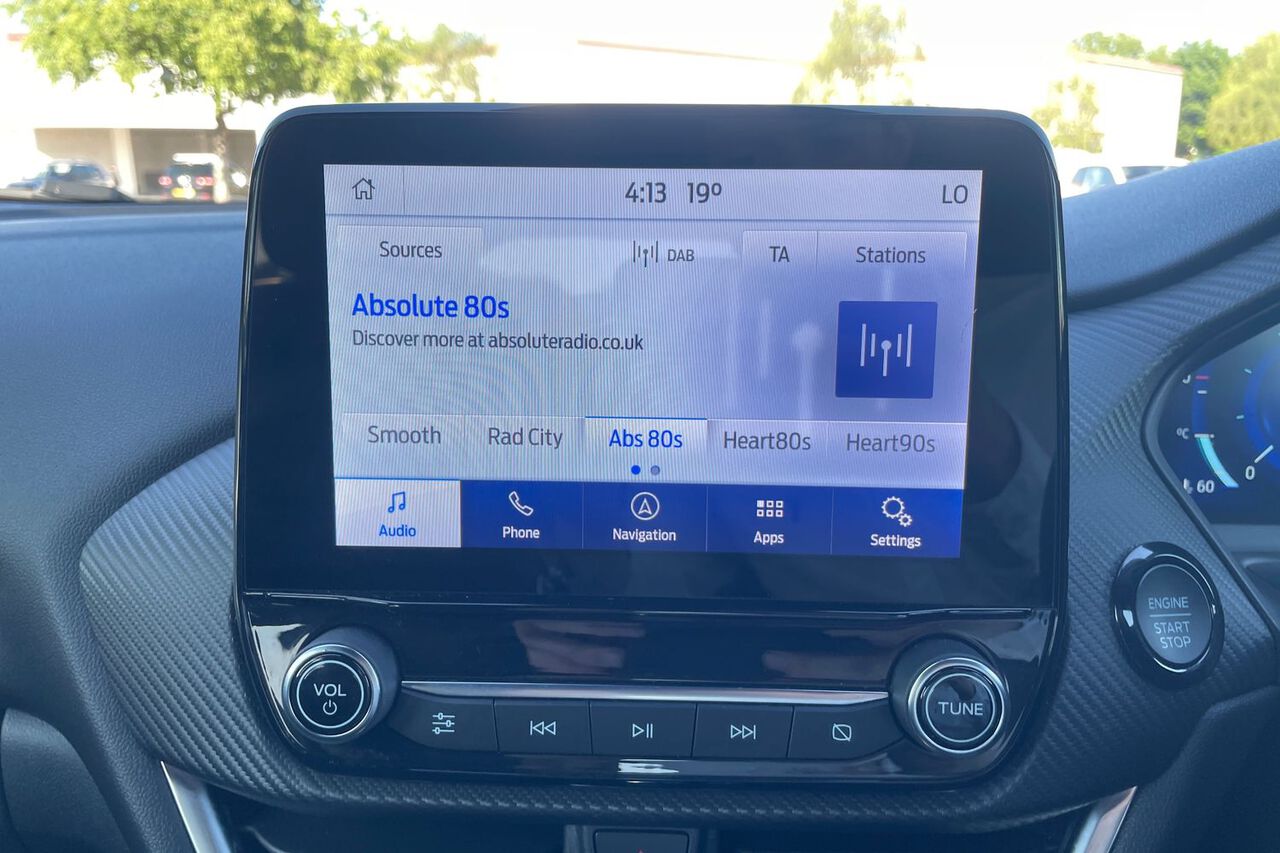 4:13 19° LO
Sources DAB TA Stations
Absolute 80s
Discover more at absoluteradio.co.uk
Smooth Rad City Abs 80s Heart80s Heart90s
Audio Phone Navigation Apps Settings
°C
60 0
ENGINE
START
STOP
VOL
TUNE